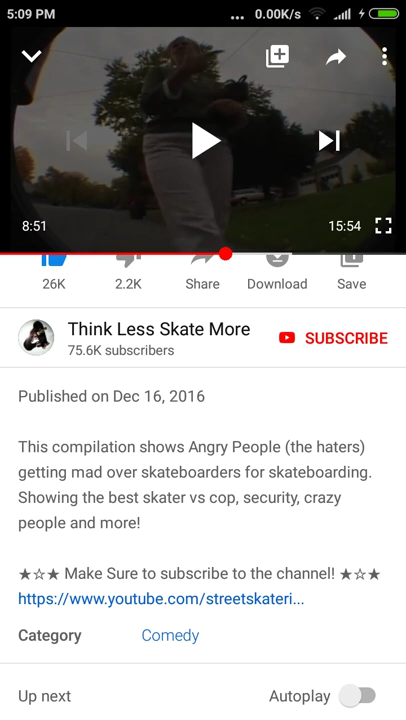 5:09 PM ... 0.00K/s
8:51 15:54
26K 2.2K Share Download Save
Think Less Skate More
75.6K subscribers
SUBSCRIBE
Published on Dec 16, 2016
This compilation shows Angry People (the haters)
getting mad over skateboarders for skateboarding.
Showing the best skater vs cop, security, crazy
people and more!
★☆★ Make Sure to subscribe to the channel! ★☆★
https://www.youtube.com/streetskateri...
Category Comedy
Up next Autoplay